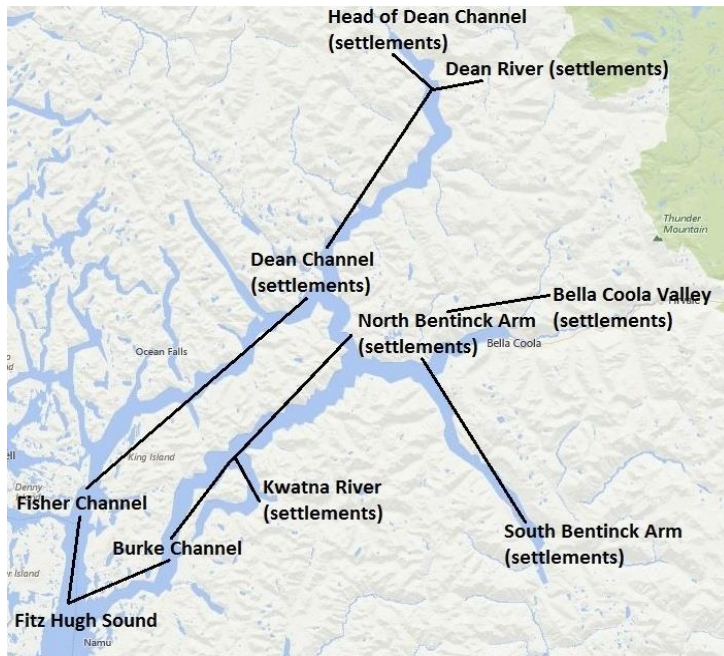 Head of Dean Channel
(settlements)
Dean River (settlements)
Thunder
Mountain
Dean Channel
(settlements)
Bella Coola Valley
(settlements)
North Bentinck Arm
(settlements)
Bella Coola
Ocean Falls
King Island
Fisher Channel
Kwatna River
(settlements)
Burke Channel
South Bentinck Arm
(settlements)
Fitz Hugh Sound
Namu